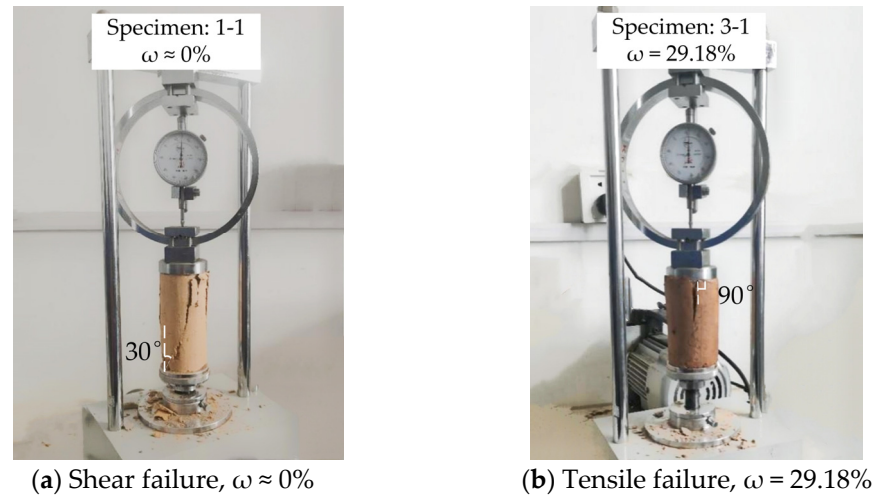 Specimen: 1-1
ω ≈ 0%
Specimen: 3-1
ω = 29.18%
30°
90°
(a) Shear failure, ω ≈ 0%
(b) Tensile failure, ω = 29.18%